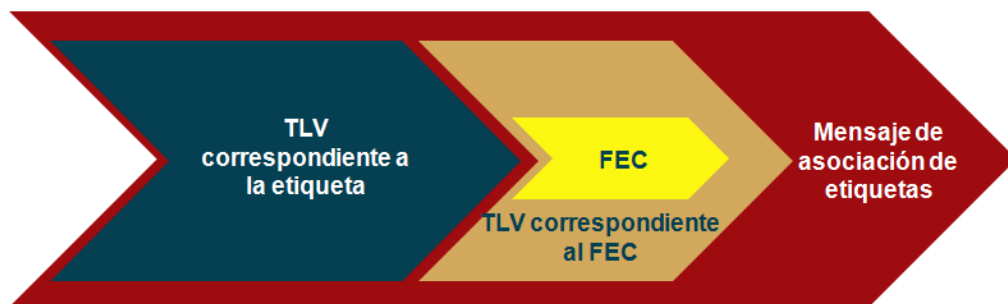 TLV
correspondiente a
la etiqueta
FEC
TLV correspondiente
al FEC
Mensaje de
asociación de
etiquetas